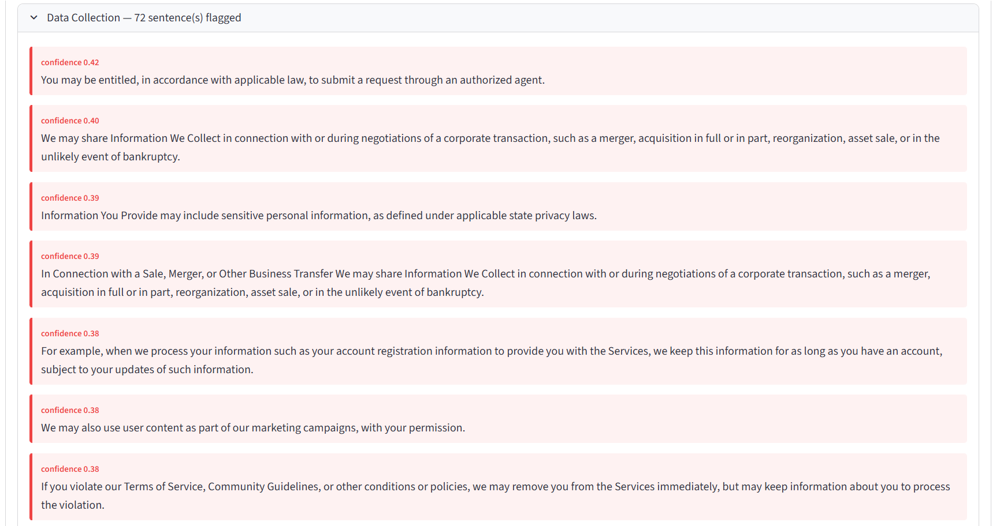 Data Collection — 72 sentence(s) flagged
confidence 0.42
You may be entitled, in accordance with applicable law, to submit a request through an authorized agent.
confidence 0.40
We may share Information We Collect in connection with or during negotiations of a corporate transaction, such as a merger, acquisition in full or in part, reorganization, asset sale, or in the
unlikely event of bankruptcy.
confidence 0.39
Information You Provide may include sensitive personal information, as defined under applicable state privacy laws.
confidence 0.39
In Connection with a Sale, Merger, or Other Business Transfer We may share Information We Collect in connection with or during negotiations of a corporate transaction, such as a merger,
acquisition in full or in part, reorganization, asset sale, or in the unlikely event of bankruptcy.
confidence 0.38
For example, when we process your information such as your account registration information to provide you with the Services, we keep this information for as long as you have an account,
subject to your updates of such information.
confidence 0.38
We may also use user content as part of our marketing campaigns, with your permission.
confidence 0.38
If you violate our Terms of Service, Community Guidelines, or other conditions or policies, we may remove you from the Services immediately, but may keep information about you to process
the violation.